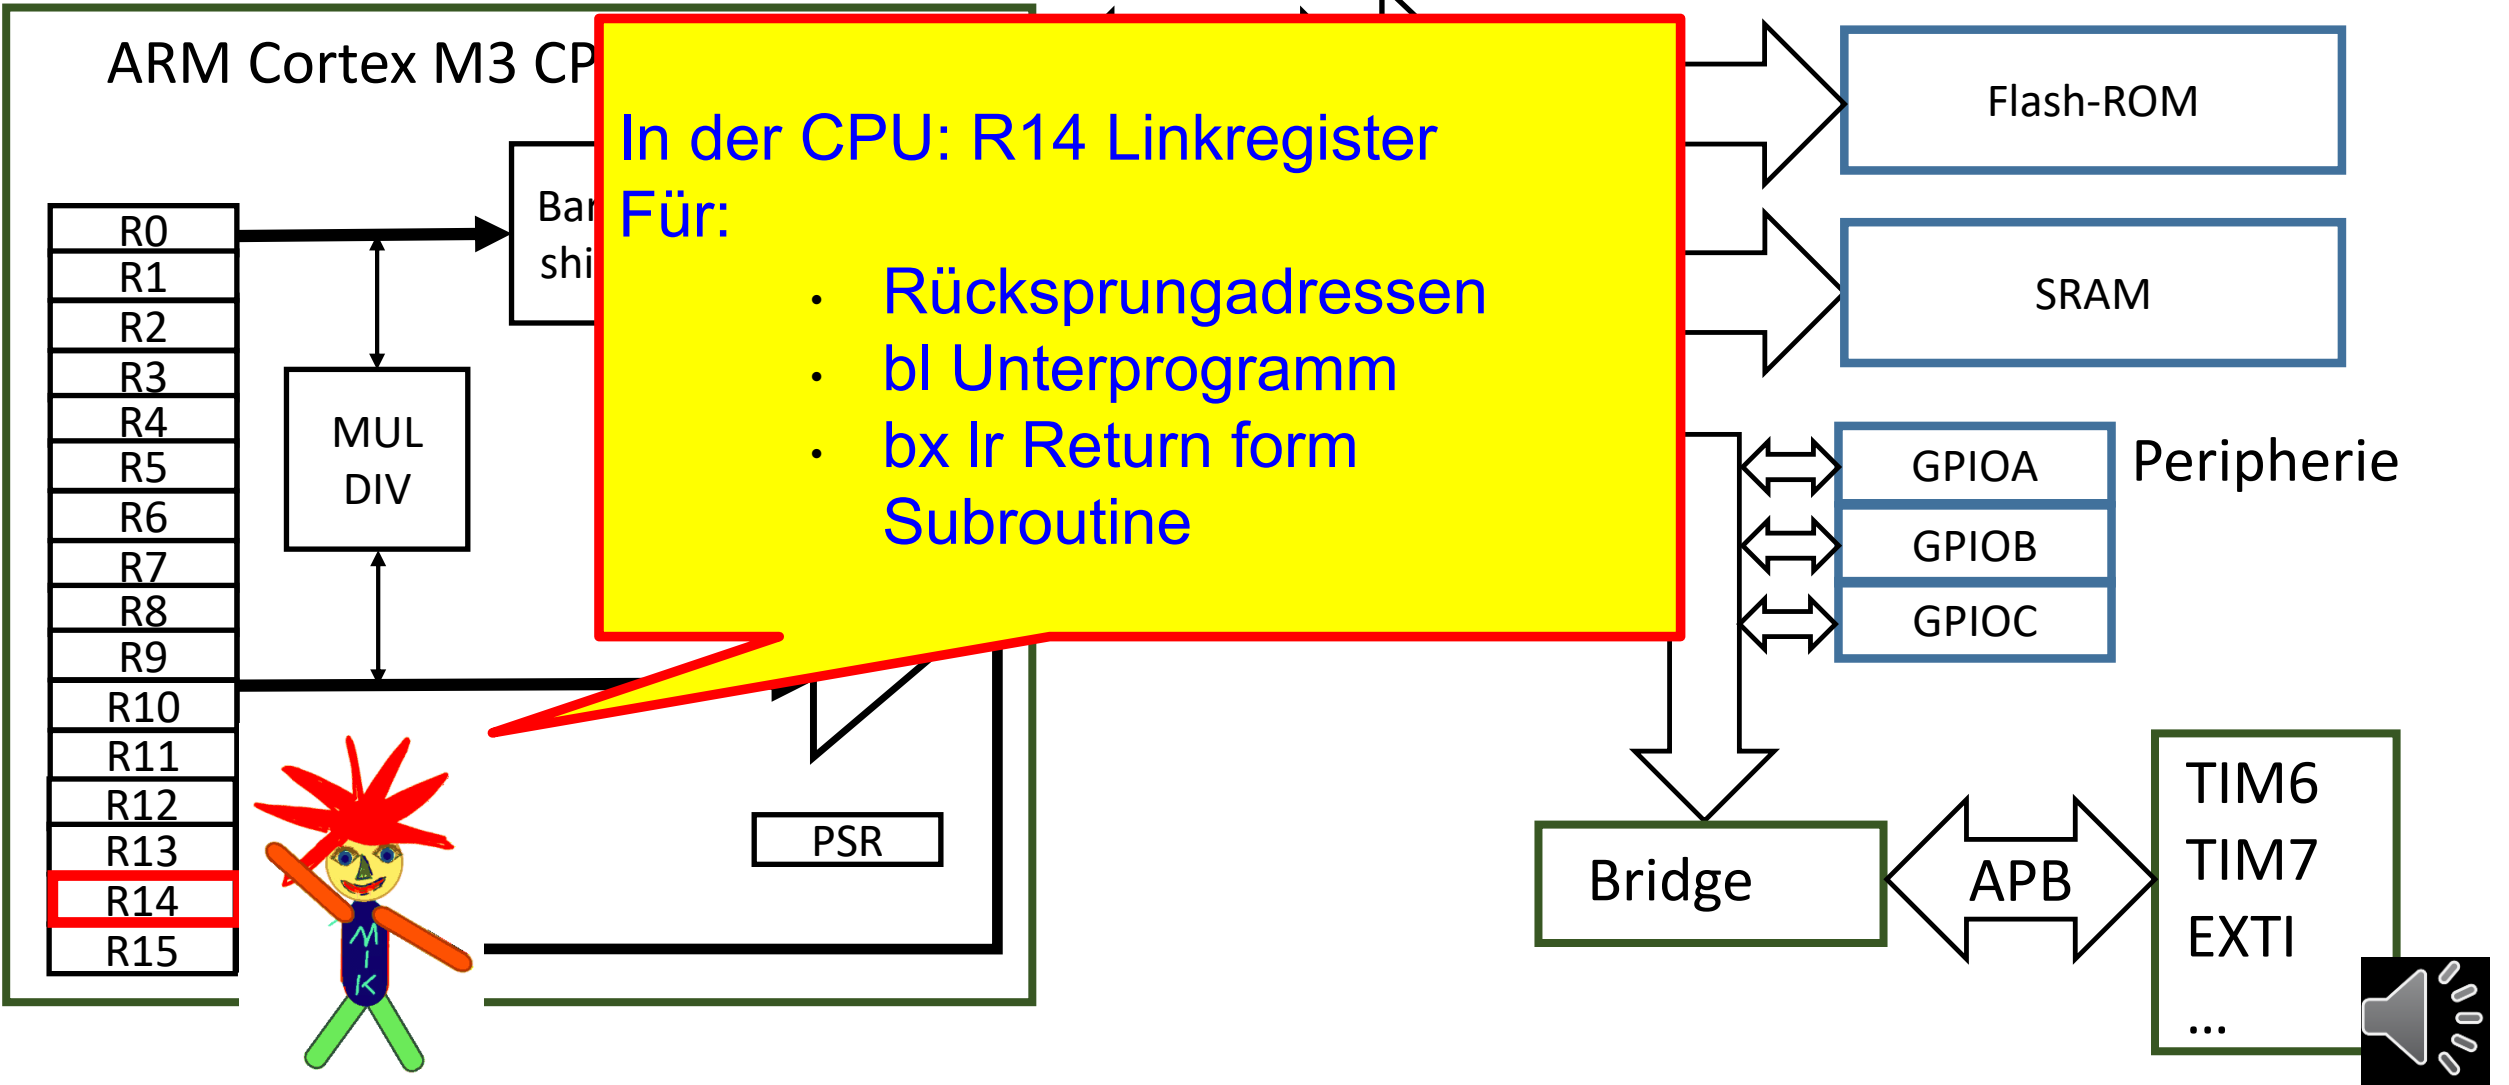 ARM Cortex M3 CP
In der CPU: R14 Linkregister
Für:
Rücksprungadressen
bl Unterprogramm
bx lr Return form
Subroutine
Bar
shi
R0
R1
R2
R3
R4
R5
R6
R7
R8
R9
R10
R11
R12
R13
R14
R15
MUL
DIV
PSR
MIK
Flash-ROM
SRAM
GPIOA
GPIOB
GPIOC
Peripherie
Bridge
APB
TIM6
TIM7
EXTI
...